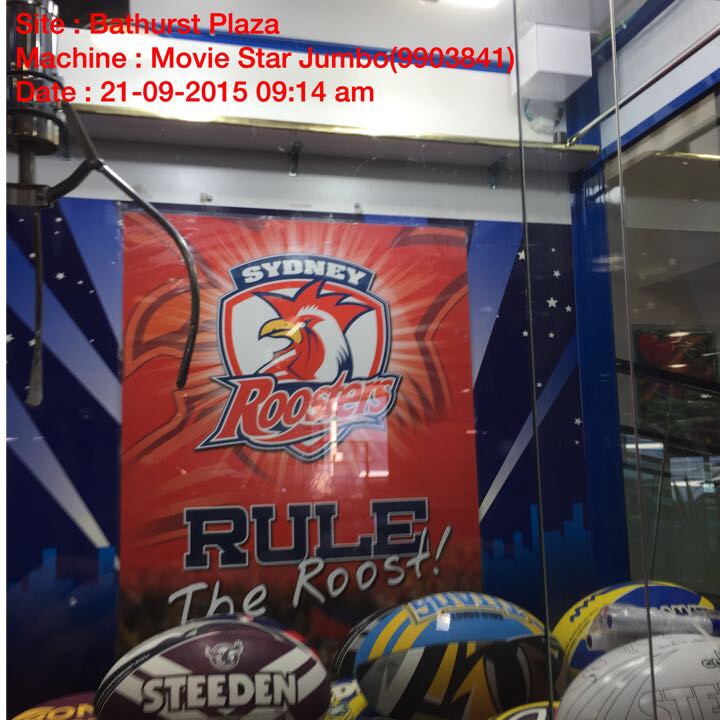 Site : Bathurst Plaza
Machine : Movie Star Jumbo(9903841)
Date : 21-09-2015 09:14 am
SYDNEY
Roosters
RULE
The Roost!
TITANS
STEEDEN